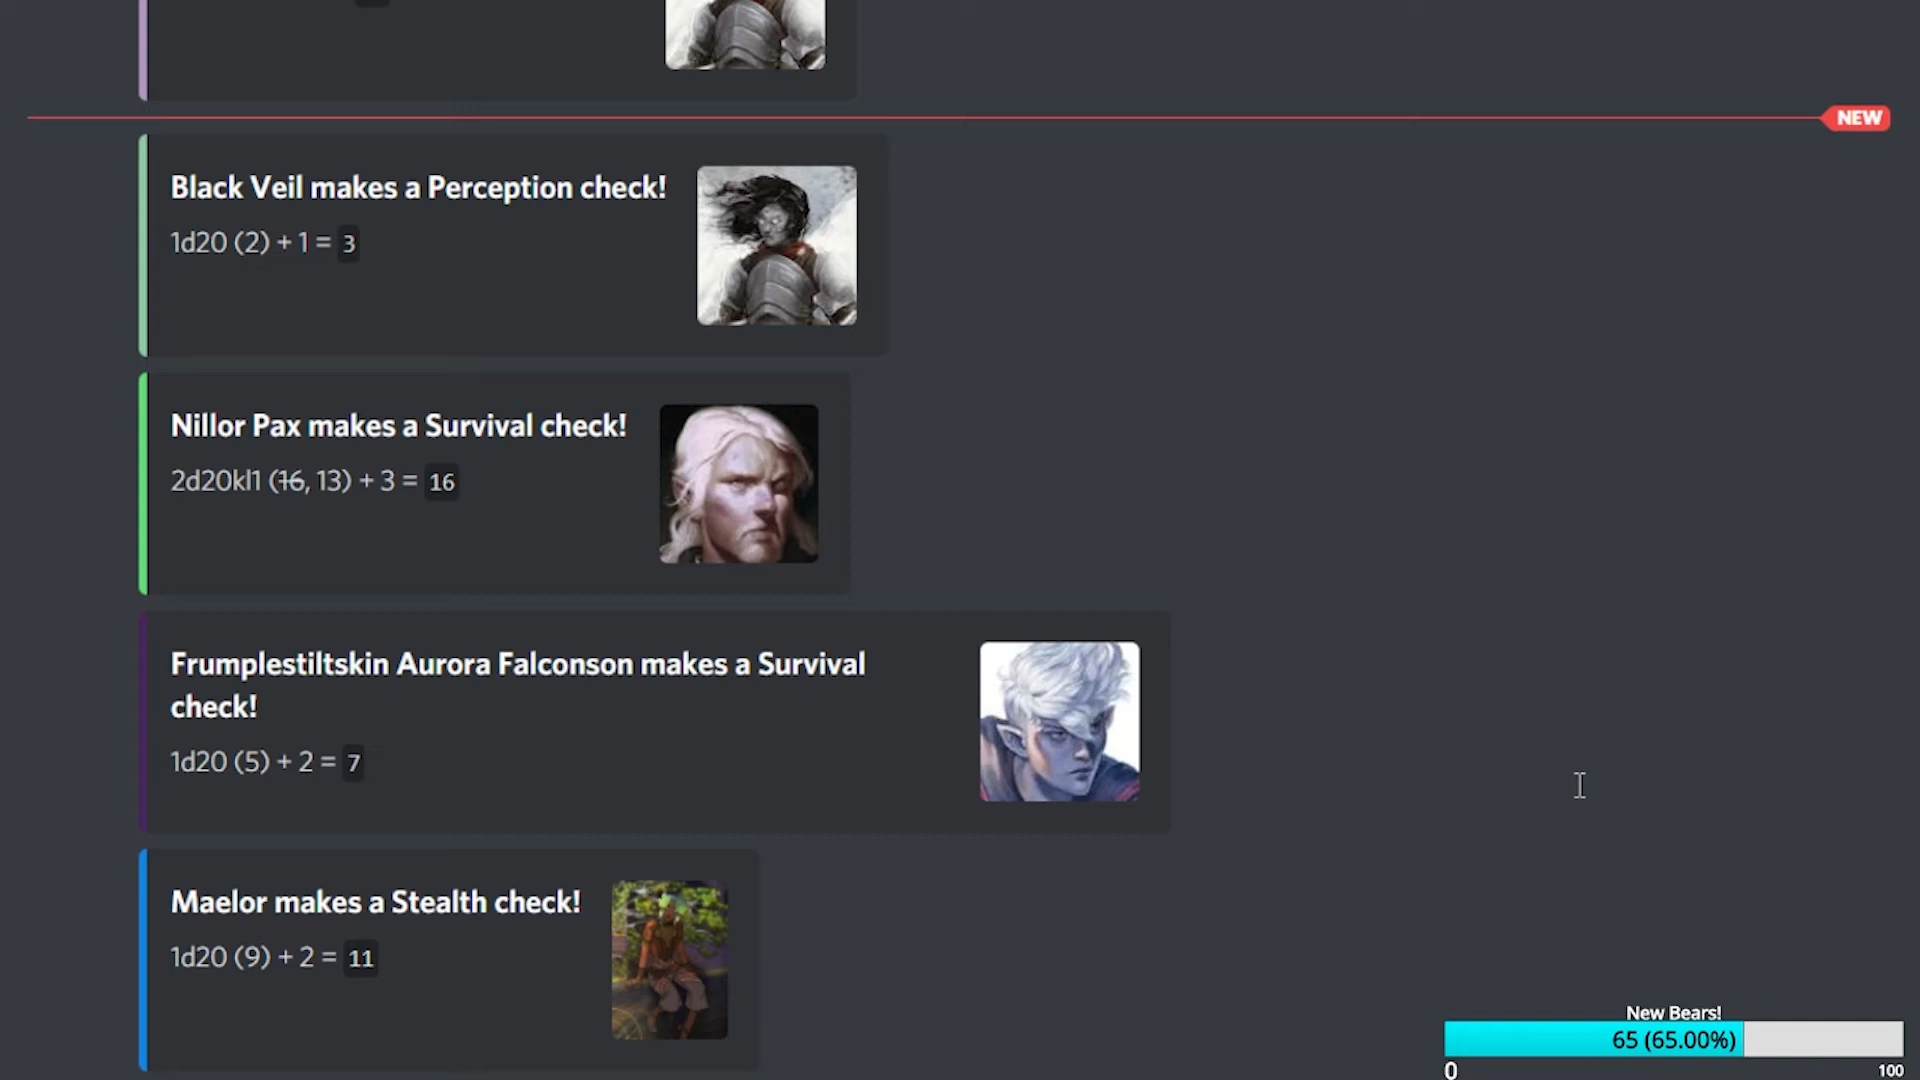 NEW
Black Veil makes a Perception check!
1d20 (2) + 1 = 3
Nillor Pax makes a Survival check!
2d20kl1 (16, 13) + 3 = 16
Frumplestiltskin Aurora Falconson makes a Survival
check!
1d20 (5) + 2 = 7
Maelor makes a Stealth check!
1d20 (9) + 2 = 11
New Bears!
65 (65.00%)
0 100